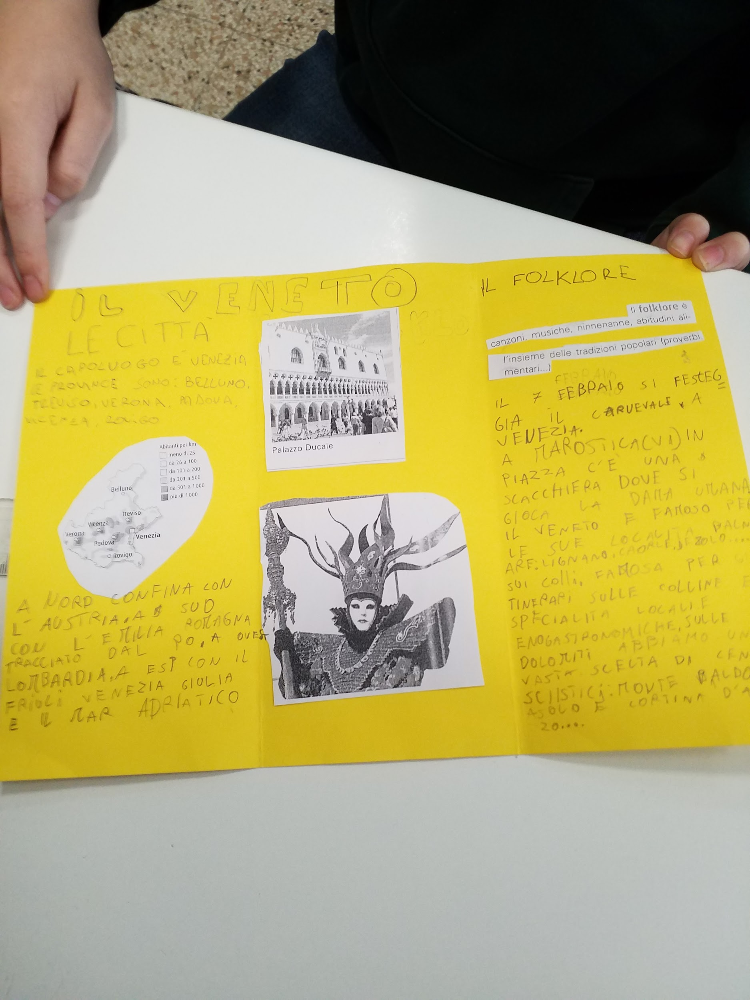 IL VENETO
LE CITTÀ
IL CAPOLUOGO E' VENEZIA
LE PROVINCE SONO: BELLUNO,
TREVISO, VERONA, PADOVA,
VICENZA, ROVIGO
Abitanti per km
meno di 25
da 26 a 100
da 101 a 200
da 201 a 500
da 501 a 1000
più di 1000
Belluno
Treviso
Vicenza
Verona
Venezia
Padova
Rovigo
A NORD CONFINA CON
L'AUSTRIA, A SUD
CON L'EMILIA ROMAGNA
TRACCIATO DAL PO, A OVEST
LOMBARDIA, A EST CON IL
FRIULI VENEZIA GIULIA
E IL MAR ADRIATICO
Palazzo Ducale
IL FOLKLORE
Il folklore è
canzoni, musiche, ninnenanne, abitudini ali-
l'insieme delle tradizioni popolari (proverbi,
mentari...)
FEBRAIO
IL 7 FEBBRAIO SI FESTEG
GIA IL CARNEVALE, A
VENEZIA.
A MAROSTICA (VI) IN
PIAZZA C'È UNA
SCACCHIERA DOVE SI
GIOCA LA DAMA UMANA
IL VENETO E FAMOSO PER
LE SUE LOCALITA BALN
ARE: LIGNANO, CAORLE, JEZOLO....
SUI COLLI, FAMOSA PER
TINERARI SULLE COLLINE E
SPECIALITA LOCALI E
ENOGASTRONOMICHE, SULLE
DOLOMITI ABBIAMO UN
VASTA SCELTA DI CEN
SCIISTICI: MONTE BALDO
ASOLO E CORTINA D'A
20....